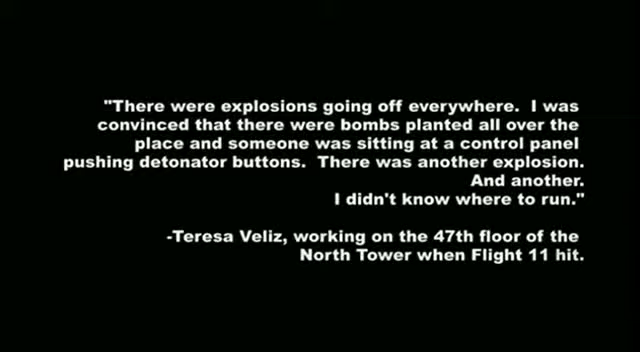 "There were explosions going off everywhere.  I was
convinced that there were bombs planted all over the
place and someone was sitting at a control panel
pushing detonator buttons.  There was another explosion.
And another.
I didn't know where to run."
-Teresa Veliz, working on the 47th floor of the
North Tower when Flight 11 hit.